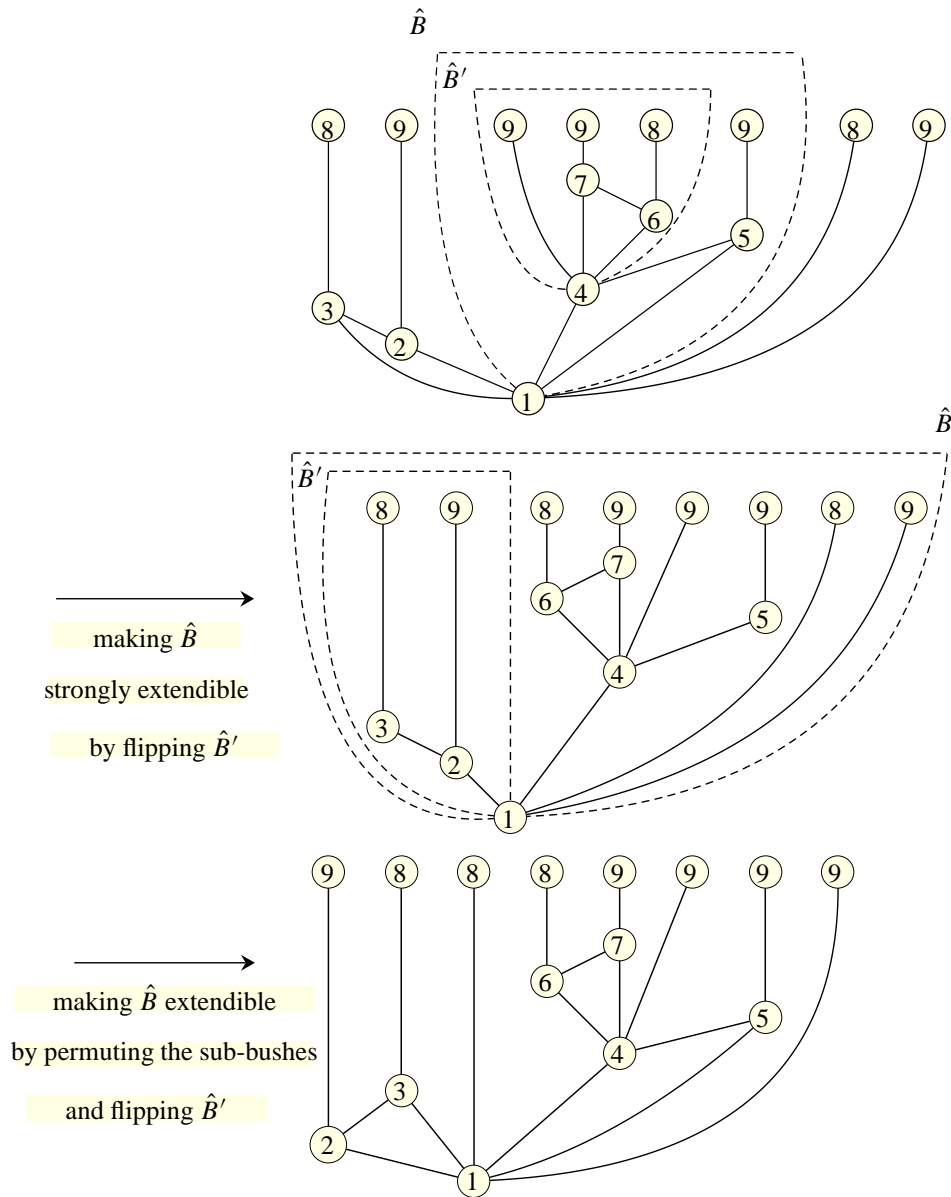 B̂
B̂′
8 9 9 9 8 9 8 9
7
6
5
4
3
2
1
B̂
B̂′
8 9 8 9 9 9 8 9
7
6
5
4
3
2
1
making B̂
strongly extendible
by flipping B̂′
9 8 8 8 9 9 9 9
7
6
5
4
3
2
1
making B̂ extendible
by permuting the sub-bushes
and flipping B̂′